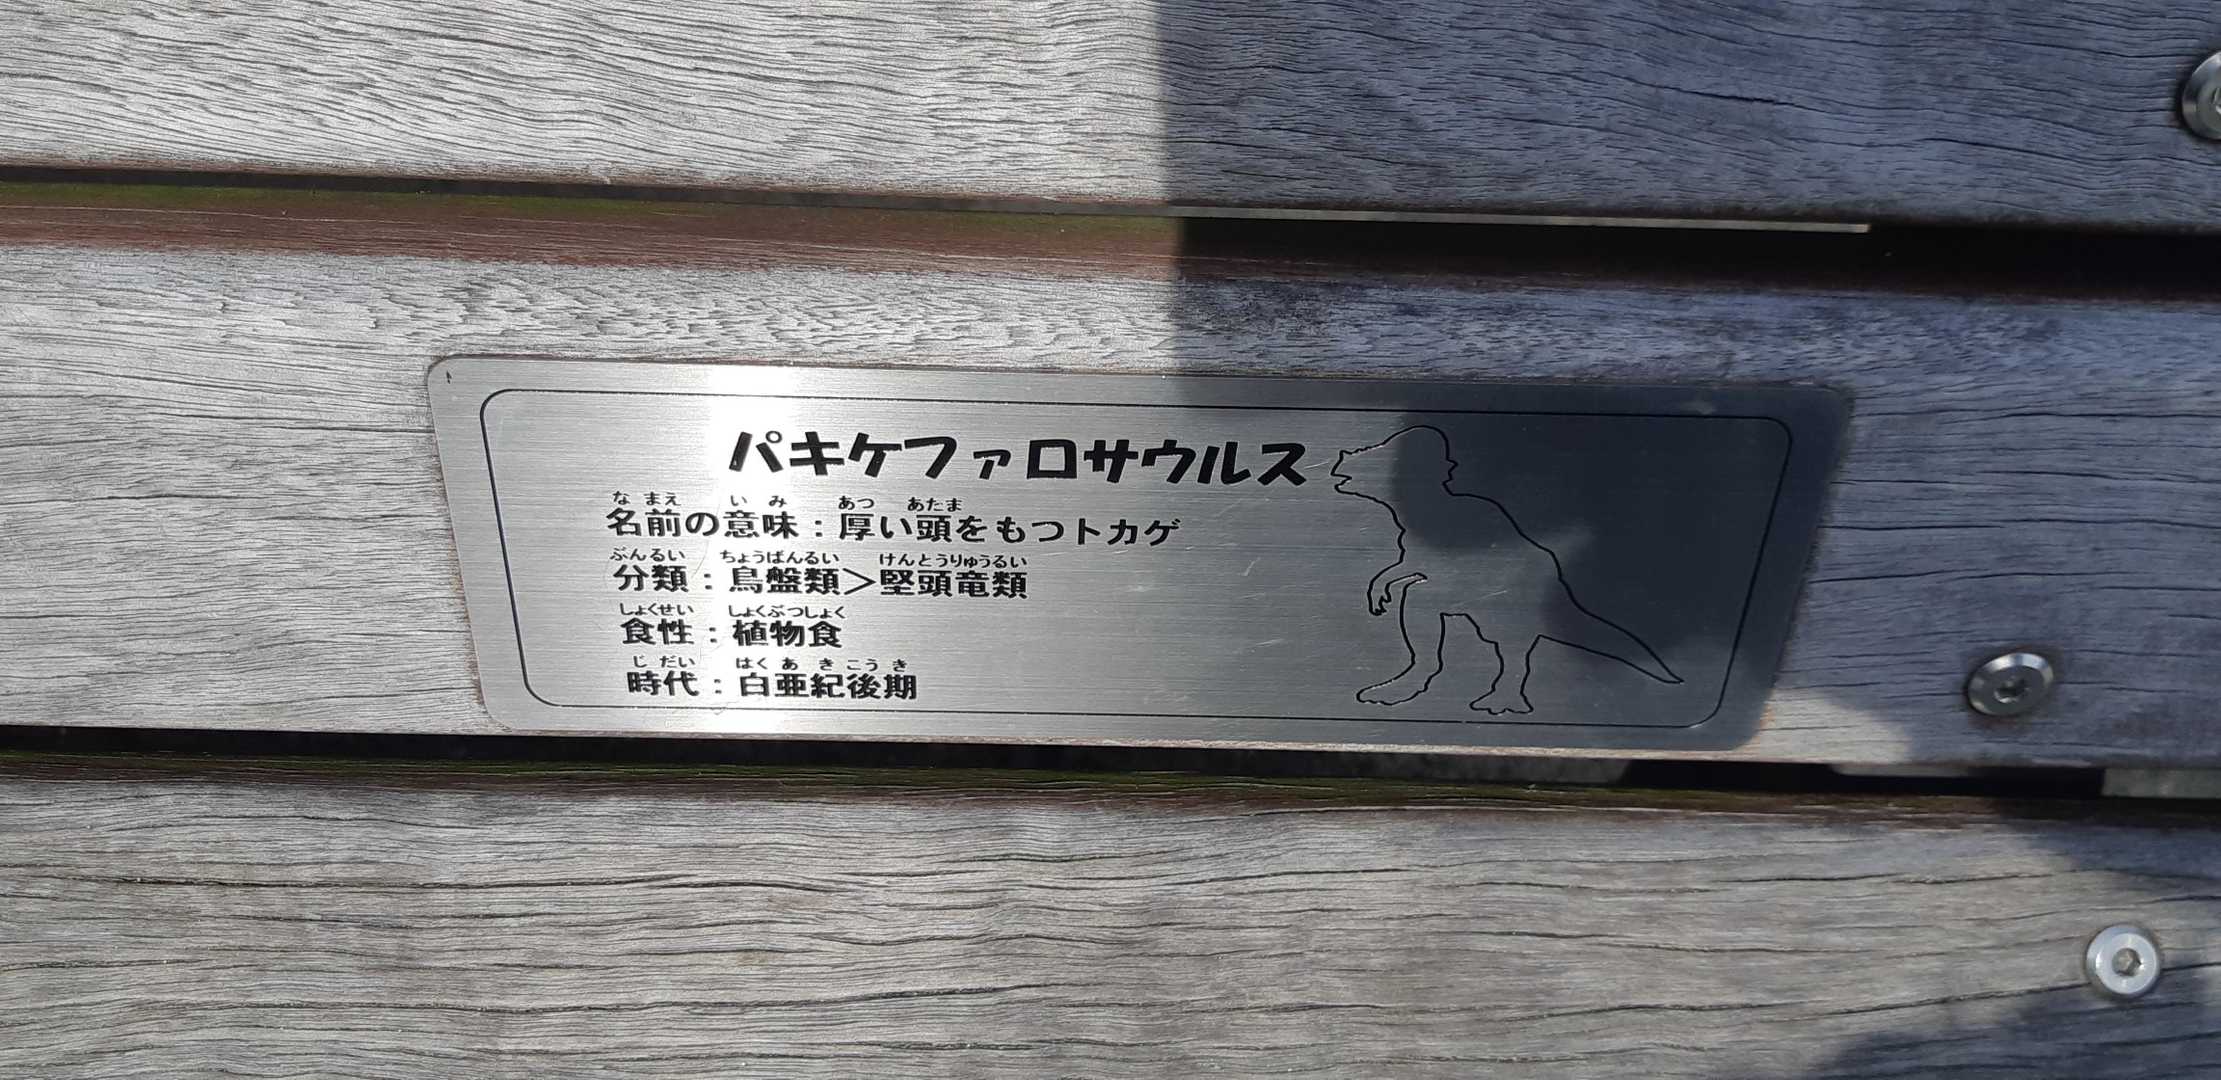 パキケファロサウルス
なまえ いみ あつ あたま
名前の意味：厚い頭をもつトカゲ
ぶんるい ちょうばんるい けんとうりゅうるい
分類：鳥盤類＞堅頭竜類
しょくせい しょくぶつしょく
食性：植物食
じだい はくあきこうき
時代：白亜紀後期